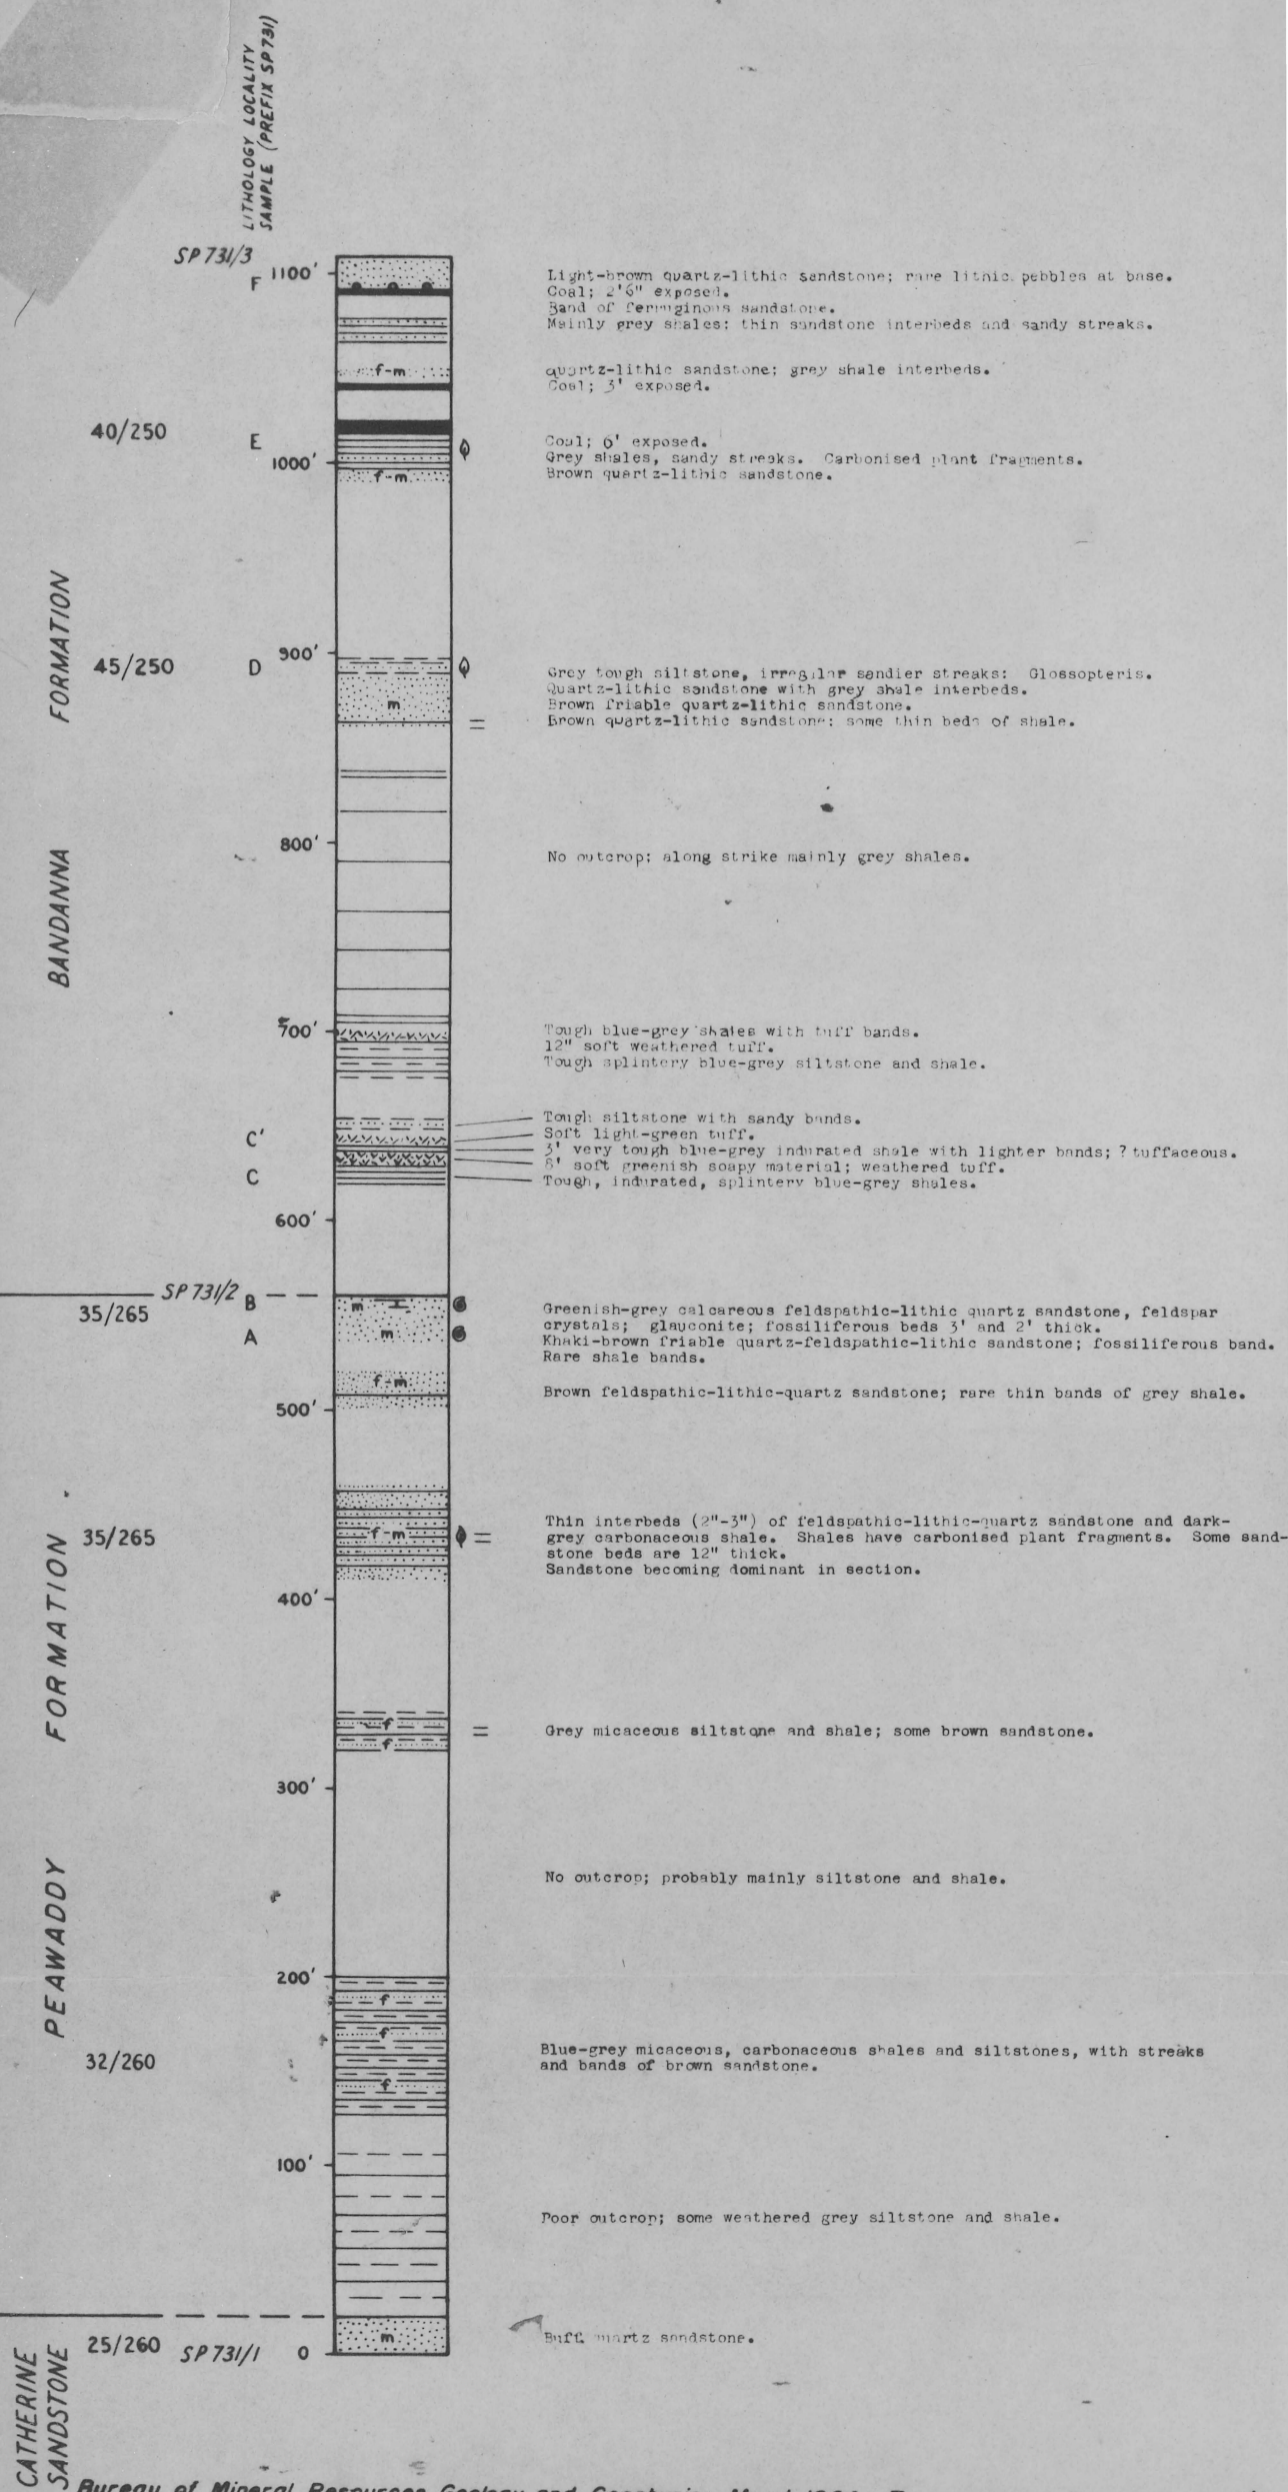 LITHOLOGY LOCALITY
SAMPLE (PREFIX SP731)
SP 731/3
F 1100'
Light-brown quartz-lithic sandstone; rare lithic pebbles at base.
Coal; 2'6" exposed.
Band of ferruginous sandstone.
Mainly grey shales; thin sandstone interbeds and sandy streaks.
f-m
quartz-lithic sandstone; grey shale interbeds.
Coal; 3' exposed.
40/250 E
Coal; 6' exposed.
1000'
Grey shales, sandy streaks. Carbonised plant fragments.
f-m
Brown quartz-lithic sandstone.
BANDANNA FORMATION
900'
45/250 D
Grey tough siltstone, irregular sandier streaks: Glossopteris.
Quartz-lithic sandstone with grey shale interbeds.
m
Brown friable quartz-lithic sandstone.
Brown quartz-lithic sandstone; some thin beds of shale.
800'
No outcrop; along strike mainly grey shales.
700'
Tough blue-grey shales with tuff bands.
12" soft weathered tuff.
Tough splintery blue-grey siltstone and shale.
Tough siltstone with sandy bands.
C'
Soft light-green tuff.
3' very tough blue-grey indurated shale with lighter bands; ? tuffaceous.
8' soft greenish soapy material; weathered tuff.
C
Tough, indurated, splintery blue-grey shales.
600'
SP 731/2 B
35/265
m
Greenish-grey calcareous feldspathic-lithic quartz sandstone, feldspar
crystals; glauconite; fossiliferous beds 3' and 2' thick.
A m
Khaki-brown friable quartz-feldspathic-lithic sandstone; fossiliferous band.
Rare shale bands.
f-m
Brown feldspathic-lithic-quartz sandstone; rare thin bands of grey shale.
500'
PEAWADDY FORMATION
35/265
f-m
Thin interbeds (2"-3") of feldspathic-lithic-quartz sandstone and dark-
grey carbonaceous shale. Shales have carbonised plant fragments. Some sand-
stone beds are 12" thick.
Sandstone becoming dominant in section.
400'
f
Grey micaceous siltstone and shale; some brown sandstone.
f
300'
No outcrop; probably mainly siltstone and shale.
200'
f
f
32/260
Blue-grey micaceous, carbonaceous shales and siltstones, with streaks
and bands of brown sandstone.
f
100'
Poor outcrop; some weathered grey siltstone and shale.
CATHERINE
SANDSTONE
25/260 SP 731/1 0
m
Buff quartz sandstone.
Bureau of Mineral Resources Geology and